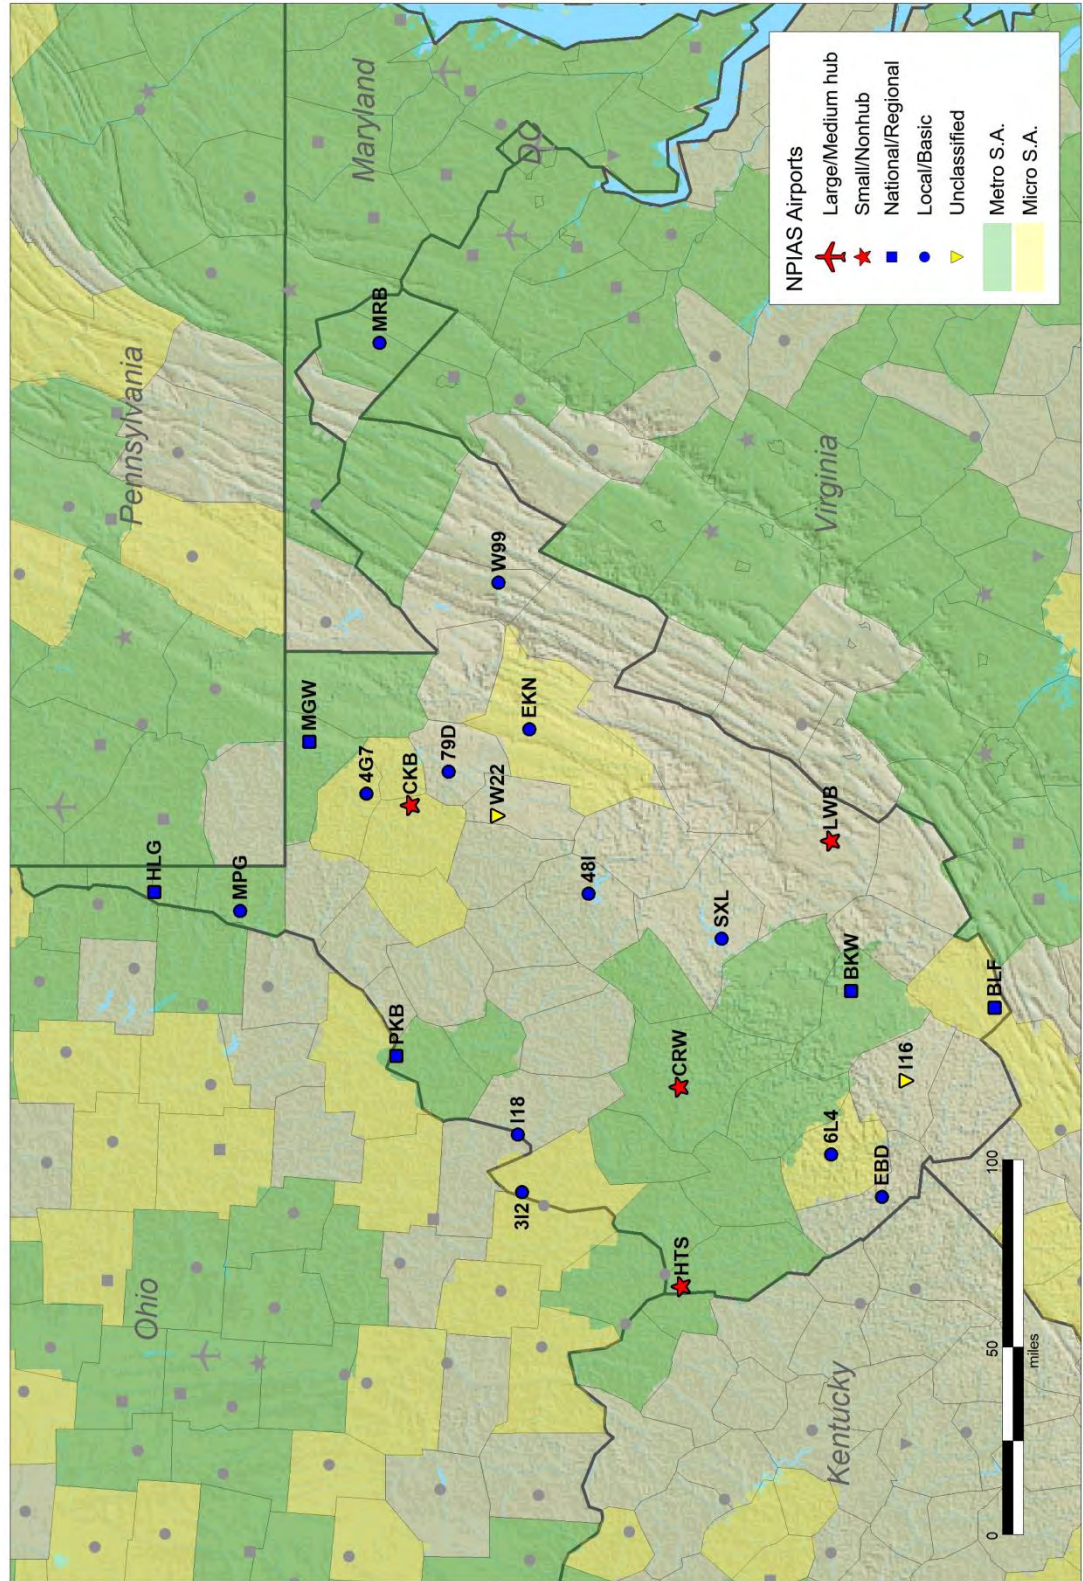 Pennsylvania
Maryland
DC
Virginia
Ohio
Kentucky
HLG
MPG
MGW
4G7
CKB
79D
W22
EKN
W99
MRB
PKB
I18
3I2
48I
SXL
LWB
CRW
BKW
HTS
6L4
EBD
I16
BLF
NPIAS Airports
Large/Medium hub
Small/Nonhub
National/Regional
Local/Basic
Unclassified
Metro S.A.
Micro S.A.
0 50 100
miles